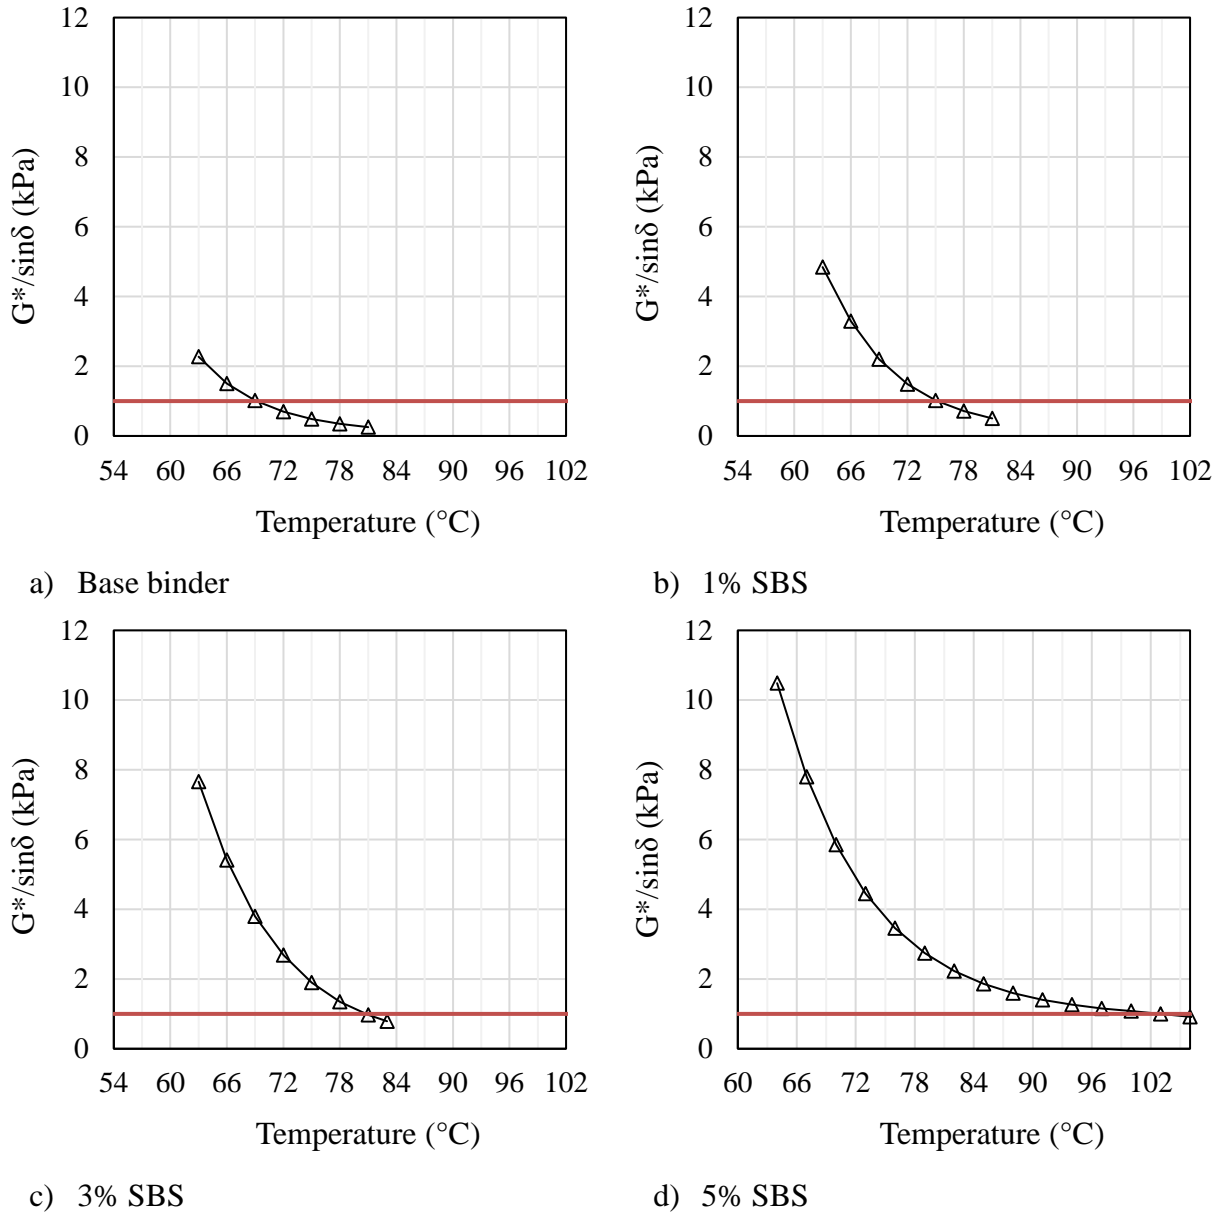 12
10
8
6
4
2
0
G*/sinδ (kPa)
54 60 66 72 78 84 90 96 102
Temperature (°C)
a) Base binder
12
10
8
6
4
2
0
G*/sinδ (kPa)
54 60 66 72 78 84 90 96 102
Temperature (°C)
b) 1% SBS
12
10
8
6
4
2
0
G*/sinδ (kPa)
54 60 66 72 78 84 90 96 102
Temperature (°C)
c) 3% SBS
12
10
8
6
4
2
0
G*/sinδ (kPa)
60 66 72 78 84 90 96 102
Temperature (°C)
d) 5% SBS